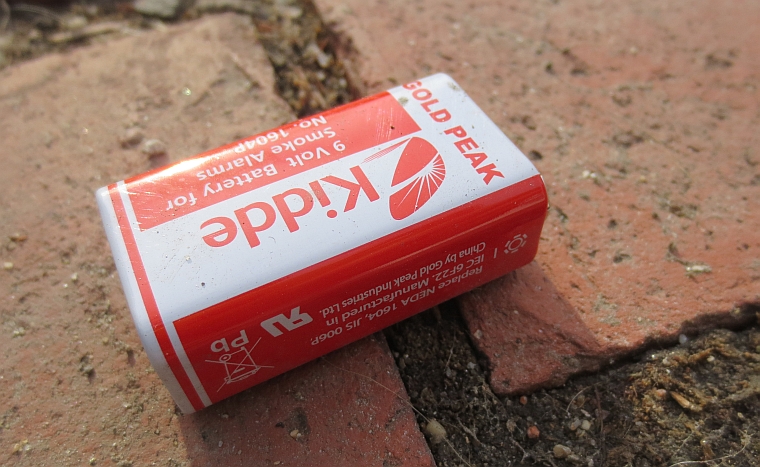 GOLD PEAK
Kidde
9 Volt Battery for
Smoke Alarms
No. 1604P
Replace NEDA 1604, JIS 006P,
IEC 6F22. Manufactured in
China by Gold Peak Industries Ltd.
Pb